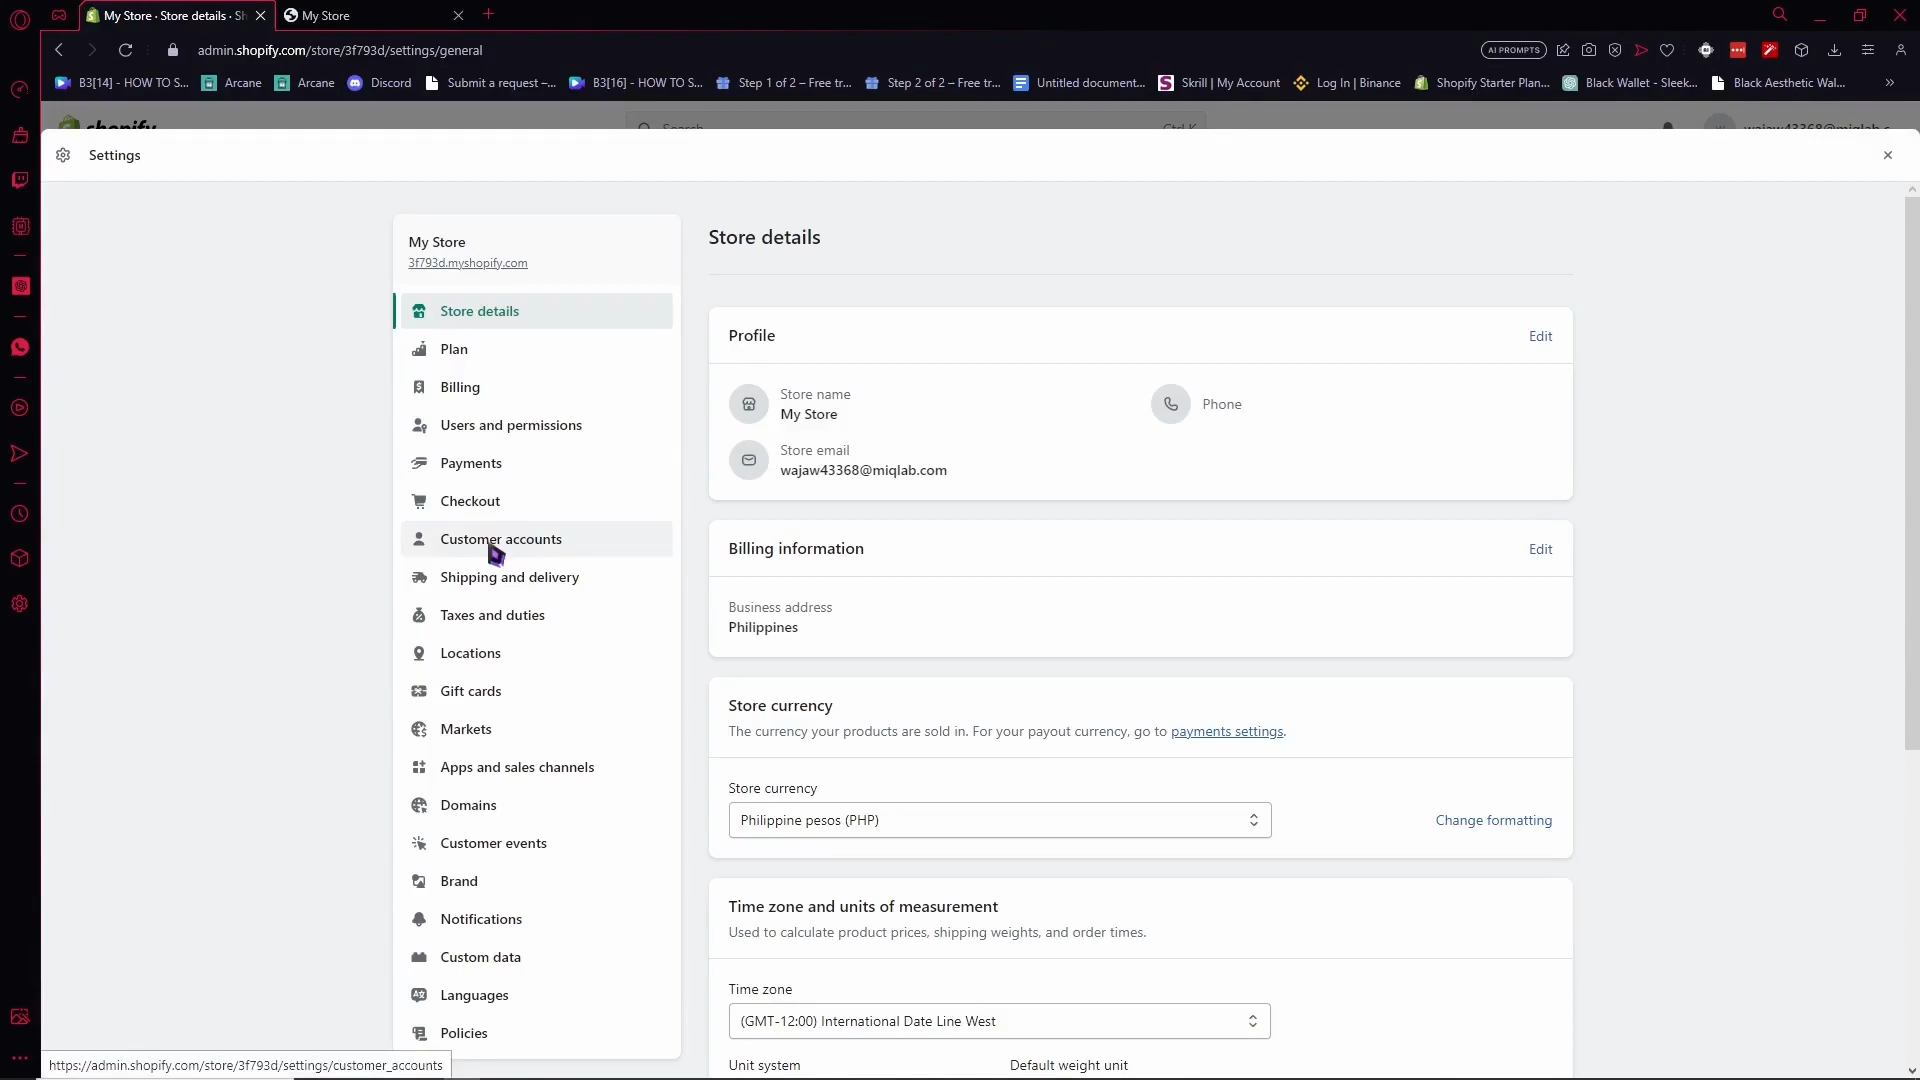 My Store · Store details · Sh
My Store
admin.shopify.com/store/3f793d/settings/general
AI PROMPTS
B3[14] - HOW TO S...
Arcane
Arcane
Discord
Submit a request –...
B3[16] - HOW TO S...
Step 1 of 2 – Free tr...
Step 2 of 2 – Free tr...
Untitled document...
Skrill | My Account
Log In | Binance
Shopify Starter Plan...
Black Wallet - Sleek...
Black Aesthetic Wal...
shopify
Search
Ctrl K
wajaw43368@miqlab.c
Settings
My Store
3f793d.myshopify.com
Store details
Plan
Billing
Users and permissions
Payments
Checkout
Customer accounts
Shipping and delivery
Taxes and duties
Locations
Gift cards
Markets
Apps and sales channels
Domains
Customer events
Brand
Notifications
Custom data
Languages
Policies
Store details
Profile
Edit
Store name
My Store
Phone
Store email
wajaw43368@miqlab.com
Billing information
Edit
Business address
Philippines
Store currency
The currency your products are sold in. For your payout currency, go to payments settings.
Store currency
Philippine pesos (PHP)
Change formatting
Time zone and units of measurement
Used to calculate product prices, shipping weights, and order times.
Time zone
(GMT-12:00) International Date Line West
Unit system
Default weight unit
https://admin.shopify.com/store/3f793d/settings/customer_accounts